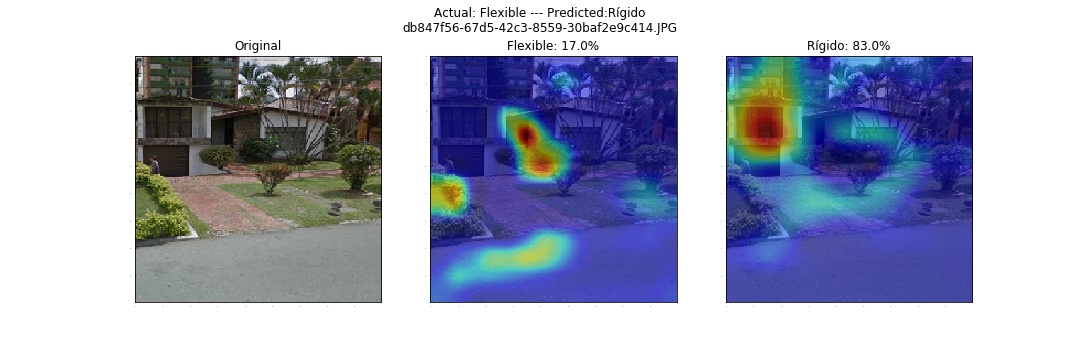 Actual: Flexible --- Predicted:Rígido
db847f56-67d5-42c3-8559-30baf2e9c414.JPG
Original
Flexible: 17.0%
Rígido: 83.0%